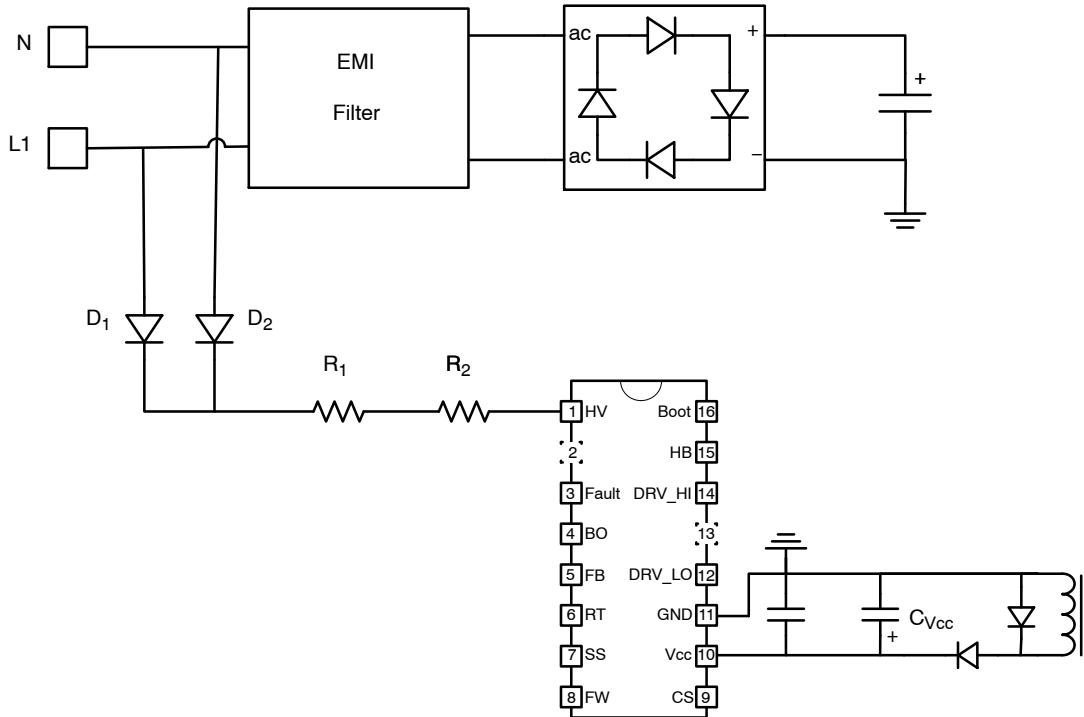 N
L1
EMI
Filter
ac
ac
+
−
+
D1
D2
R1
R2
1 HV
2
3 Fault
4 BO
5 FB
6 RT
7 SS
8 FW
Boot 16
HB 15
DRV_HI 14
13
DRV_LO 12
GND 11
Vcc 10
CS 9
CVcc
+